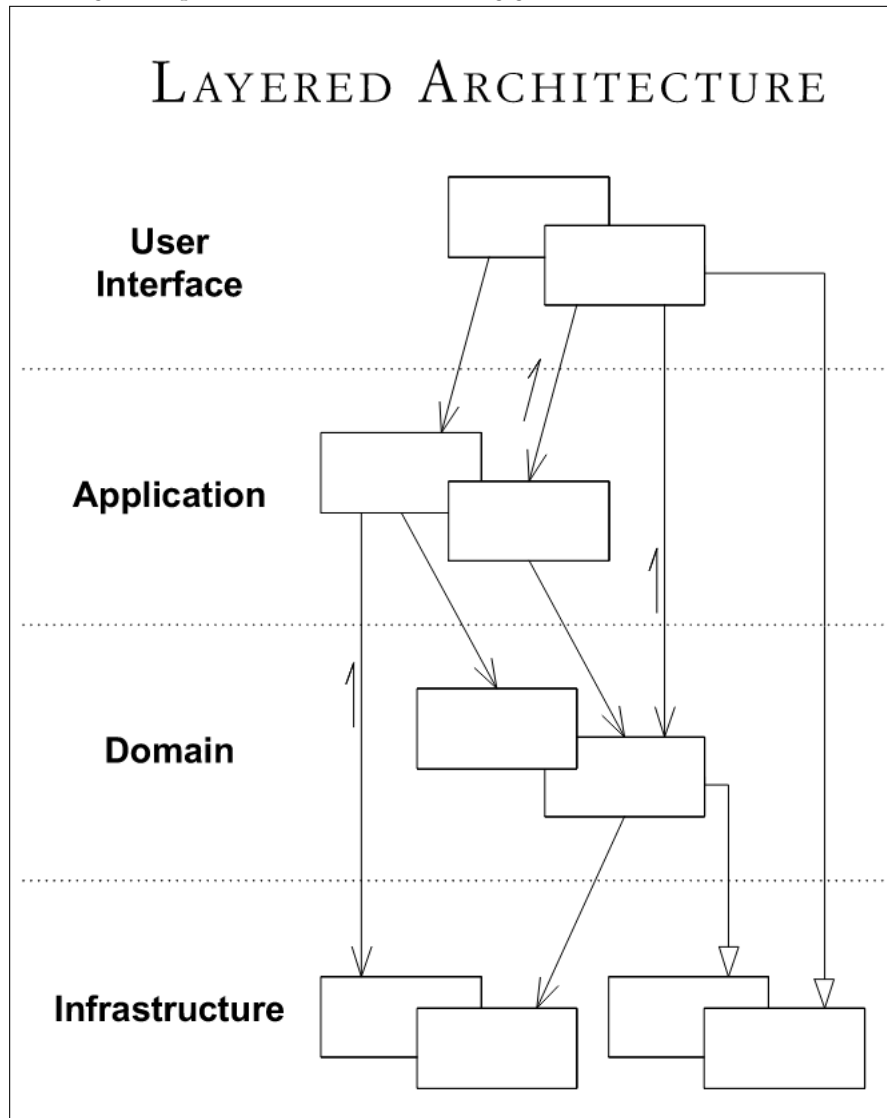 LAYERED ARCHITECTURE
User
Interface
Application
Domain
Infrastructure